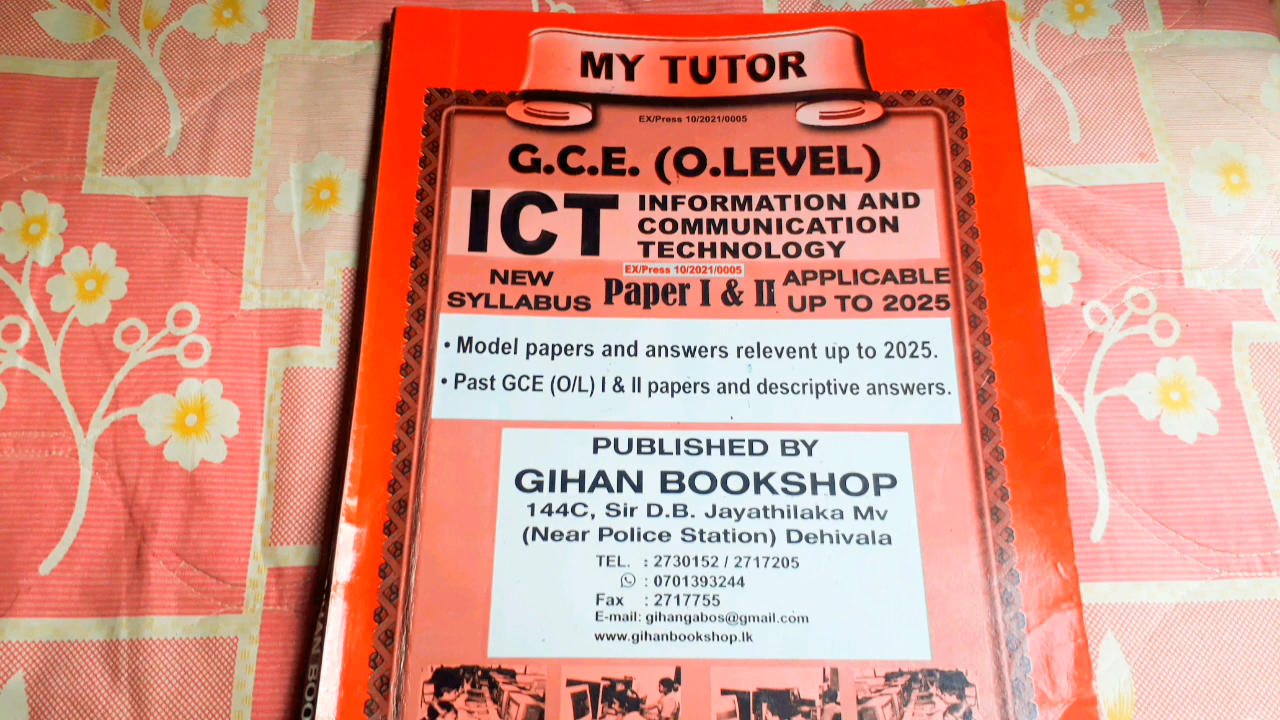 MY TUTOR
EX/Press 10/2021/0005
G.C.E. (O.LEVEL)
ICT
INFORMATION AND
COMMUNICATION
TECHNOLOGY
NEW
SYLLABUS
EX/Press 10/2021/0005
Paper I & II
APPLICABLE
UP TO 2025
• Model papers and answers relevent up to 2025.
• Past GCE (O/L) I & II papers and descriptive answers.
PUBLISHED BY
GIHAN BOOKSHOP
144C, Sir D.B. Jayathilaka Mv
(Near Police Station) Dehivala
TEL. : 2730152 / 2717205
: 0701393244
Fax : 2717755
E-mail: gihangabos@gmail.com
www.gihanbookshop.lk